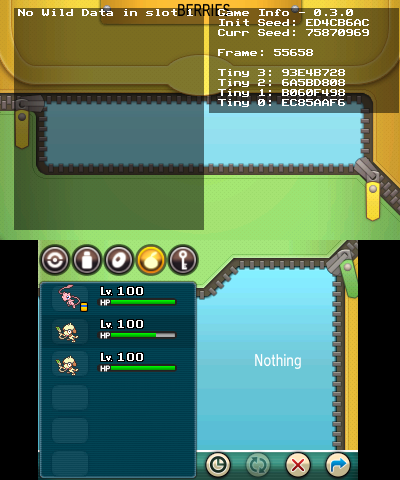 BERRIES
No Wild Data in slot 1
Game Info - 0.3.0
Init Seed: ED4CB6AC
Curr Seed: 75870969
Frame: 55658
Tiny 3: 93E4B728
Tiny 2: 6A5BD808
Tiny 1: B060F498
Tiny 0: EC85AAF6
Lv. 100
HP
Lv. 100
HP
Lv. 100
HP
Nothing